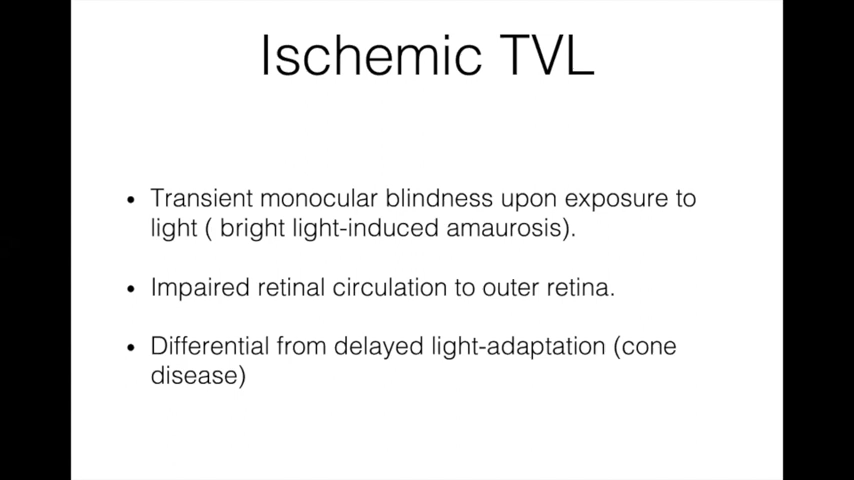 Ischemic TVL
• Transient monocular blindness upon exposure to
light ( bright light-induced amaurosis).
• Impaired retinal circulation to outer retina.
• Differential from delayed light-adaptation (cone
disease)